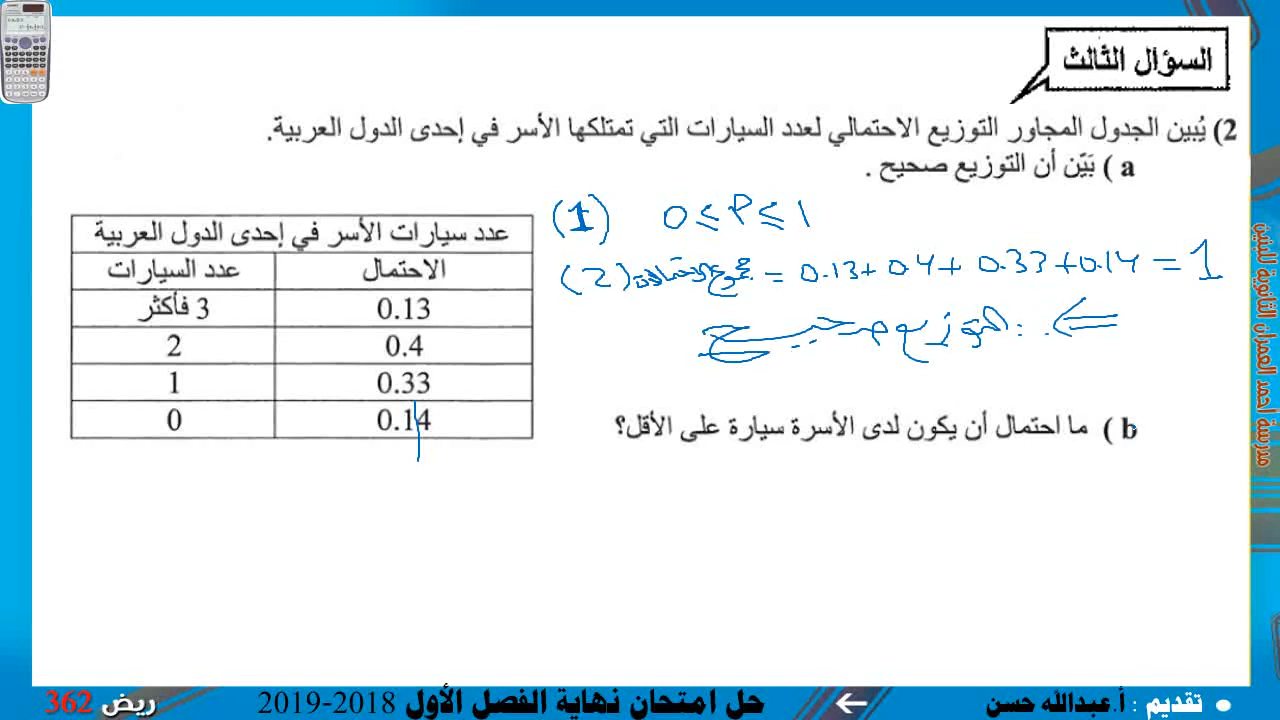 السؤال الثالث
2) يُبين الجدول المجاور التوزيع الاحتمالي لعدد السيارات التي تمتلكها الأسر في إحدى الدول العربية.
a ) بَيّن أن التوزيع صحيح .
(1) 0 ≤ P ≤ 1
(2) مجموع الاحتمالات = 0.13 + 0.4 + 0.33 + 0.14 = 1
⇐ ∴ التوزيع صحيح
عدد سيارات الأسر في إحدى الدول العربية
عدد السيارات الاحتمال
3 فأكثر 0.13
2 0.4
1 0.33
0 0.14
b ) ما احتمال أن يكون لدى الأسرة سيارة على الأقل؟
مدرسة احمد العمران الثانوية للبنين
تقديم : أ.عبدالله حسن
حل امتحان نهاية الفصل الأول 2018-2019
ريض 362